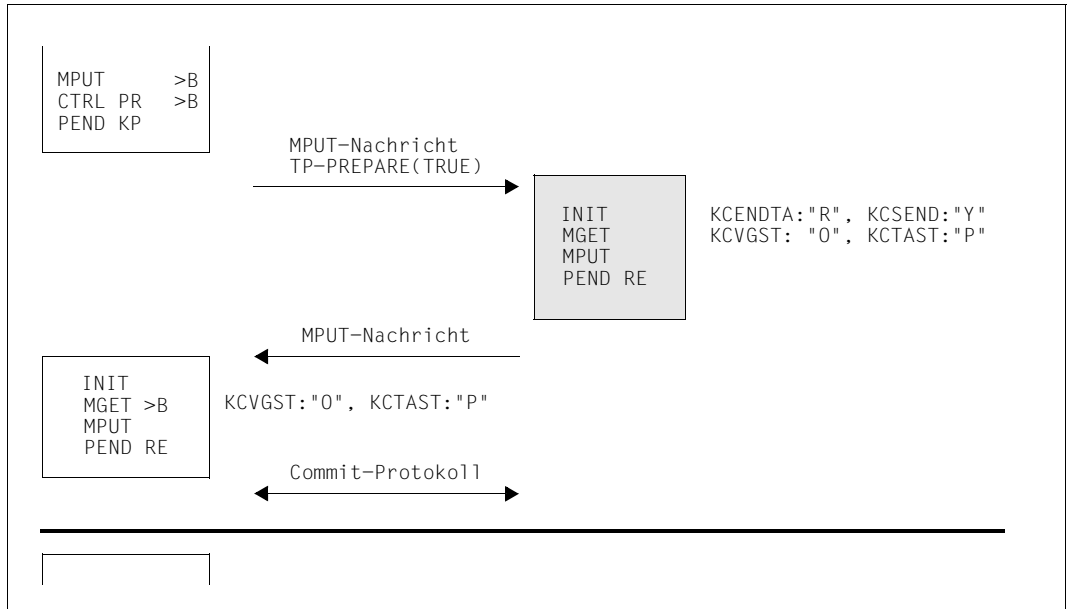 MPUT >B
CTRL PR >B
PEND KP
MPUT-Nachricht
TP-PREPARE(TRUE)
INIT
MGET
MPUT
PEND RE
KCENDTA:"R", KCSEND:"Y"
KCVGST: "O", KCTAST:"P"
MPUT-Nachricht
INIT
MGET >B
MPUT
PEND RE
KCVGST:"O", KCTAST:"P"
Commit-Protokoll